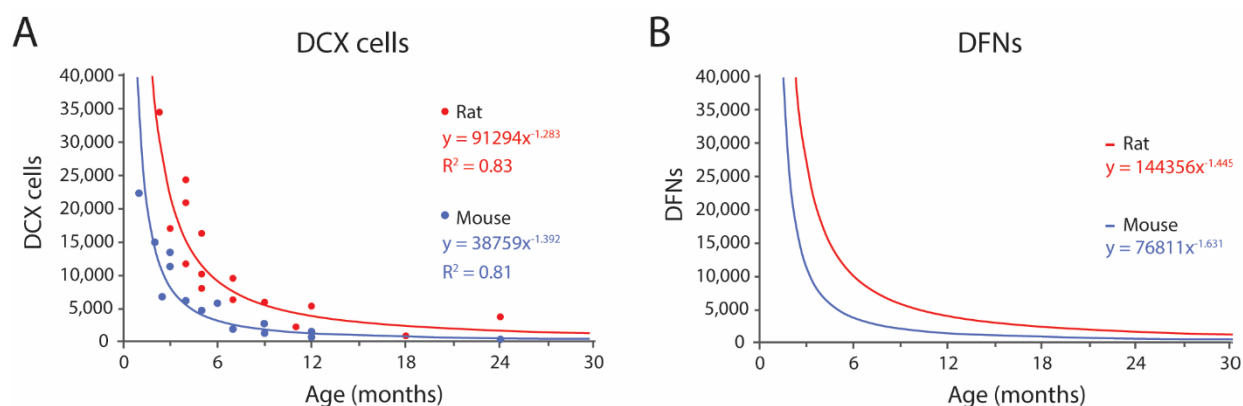 A
DCX cells
DCX cells
40,000
35,000
30,000
25,000
20,000
15,000
10,000
5,000
0
0 6 12 18 24 30
Age (months)
Rat
y = 91294x^-1.283
R² = 0.83
Mouse
y = 38759x^-1.392
R² = 0.81
B
DFNs
DFNs
40,000
35,000
30,000
25,000
20,000
15,000
10,000
5,000
0
0 6 12 18 24 30
Age (months)
Rat
y = 144356x^-1.445
Mouse
y = 76811x^-1.631